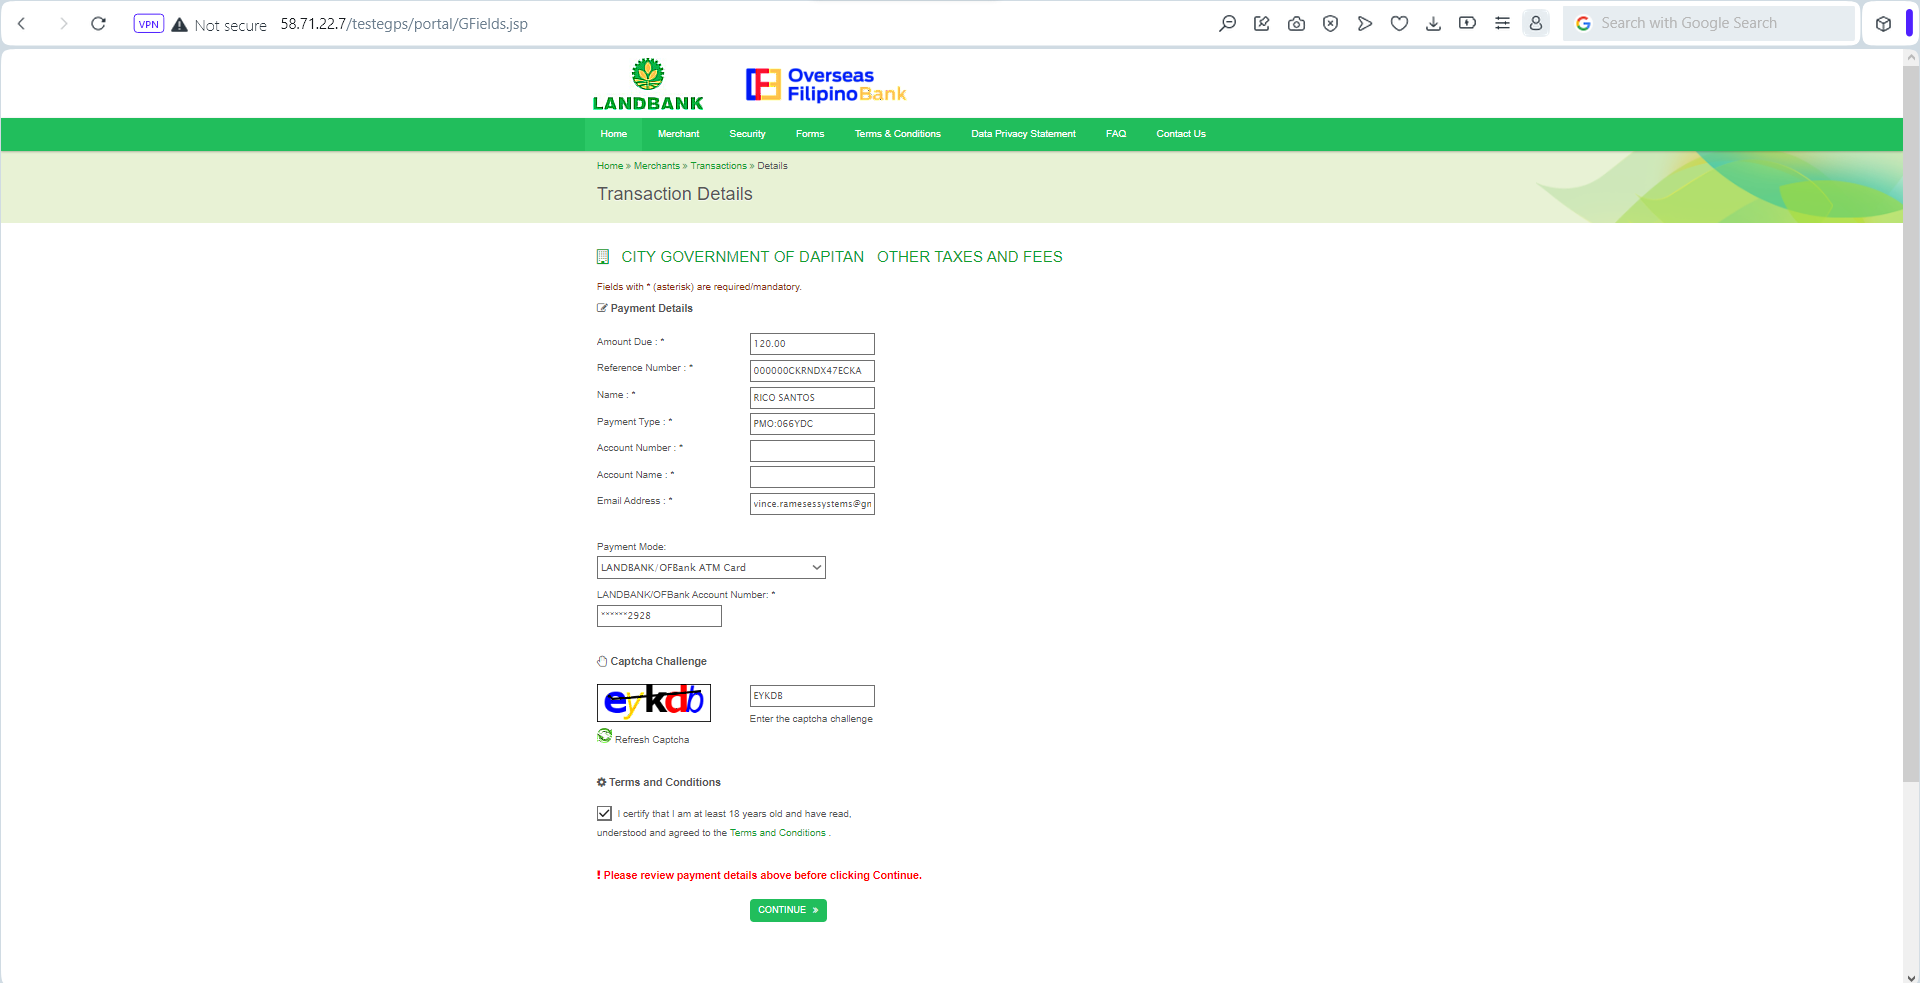 VPN Not secure 58.71.22.7/testegps/portal/GFields.jsp Search with Google Search
LANDBANK
Overseas
FilipinoBank
Home Merchant Security Forms Terms & Conditions Data Privacy Statement FAQ Contact Us
Home » Merchants » Transactions » Details
Transaction Details
CITY GOVERNMENT OF DAPITAN OTHER TAXES AND FEES
Fields with * (asterisk) are required/mandatory.
Payment Details
Amount Due : * 120.00
Reference Number : * 000000CKRNDX47ECKA
Name : * RICO SANTOS
Payment Type : * PMO:066YDC
Account Number : *
Account Name : *
Email Address : * vince.ramesessystems@gm
Payment Mode:
LANDBANK/OFBank ATM Card
LANDBANK/OFBank Account Number: *
******2928
Captcha Challenge
eykdb EYKDB
Enter the captcha challenge
Refresh Captcha
Terms and Conditions
I certify that I am at least 18 years old and have read,
understood and agreed to the Terms and Conditions .
! Please review payment details above before clicking Continue.
CONTINUE »